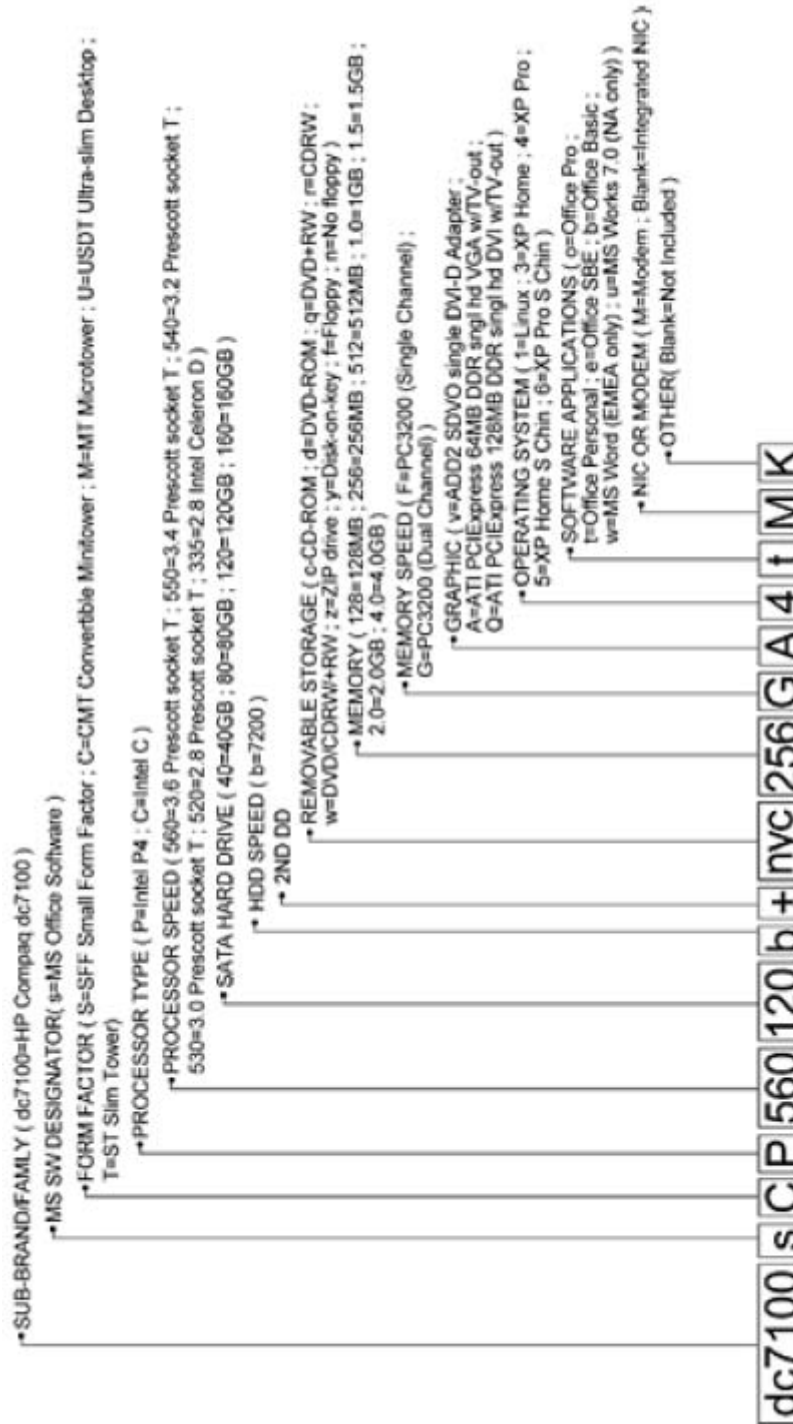 •SUB-BRAND/FAMLY ( dc7100=HP Compaq dc7100 )
•MS SW DESIGNATOR( s=MS Office Software )
•FORM FACTOR ( S=SFF Small Form Factor ; C=CMT Convertible Minitower ; M=MT Microtower ; U=USDT Ultra-slim Desktop ;
T=ST Slim Tower)
•PROCESSOR TYPE ( P=Intel P4 ; C=Intel C )
•PROCESSOR SPEED ( 560=3.6 Prescott socket T ; 550=3.4 Prescott socket T ; 540=3.2 Prescott socket T ;
530=3.0 Prescott socket T ; 520=2.8 Prescott socket T ; 335=2.8 Intel Celeron D )
•SATA HARD DRIVE ( 40=40GB ; 80=80GB ; 120=120GB ; 160=160GB )
• HDD SPEED ( b=7200 )
• 2ND DD
•REMOVABLE STORAGE ( c-CD-ROM ; d=DVD-ROM ; q=DVD+RW ; r=CDRW ;
w=DVD/CDRW/+RW ; z=ZIP drive ; y=Disk-on-key ; f=Floppy ; n=No floppy )
•MEMORY ( 128=128MB ; 256=256MB ; 512=512MB ; 1.0=1GB ; 1.5=1.5GB ;
2.0=2.0GB ; 4.0=4.0GB )
•MEMORY SPEED ( F=PC3200 (Single Channel) ;
G=PC3200 (Dual Channel) )
•GRAPHIC ( v=ADD2 SDVO single DVI-D Adapter ;
A=ATI PCIExpress 64MB DDR sngl hd VGA w/TV-out ;
Q=ATI PCIExpress 128MB DDR sngl hd DVI w/TV-out )
•OPERATING SYSTEM ( 1=Linux ; 3=XP Home ; 4=XP Pro ;
5=XP Home S Chin ; 6=XP Pro S Chin )
•SOFTWARE APPLICATIONS ( o=Office Pro ;
t=Office Personal ; e=Office SBE ; b=Office Basic ;
w=MS Word (EMEA only) ; u=MS Works 7.0 (NA only) )
•NIC OR MODEM ( M=Modem ; Blank=Integrated NIC )
•OTHER( Blank=Not Included )
dc7100 s C P 560 120 b + nyc 256 G A 4 t M K